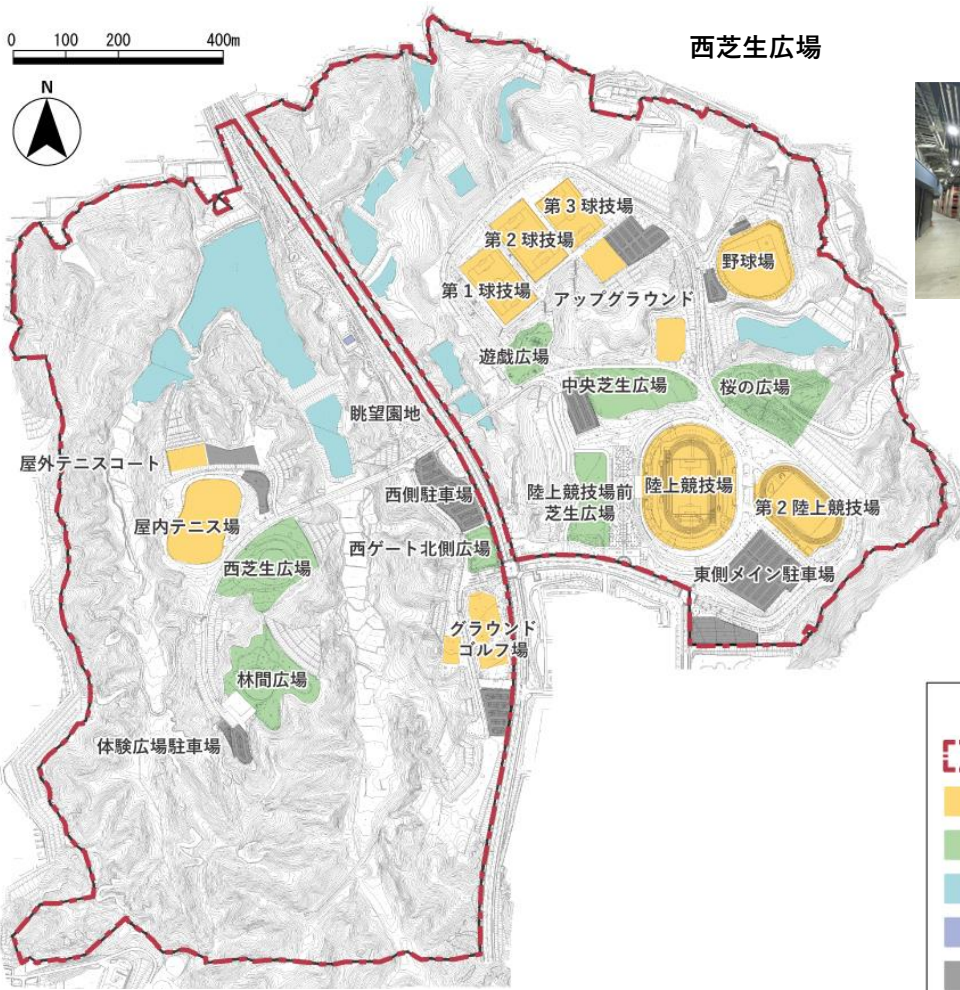 0 100 200 400m
西芝生広場
N
第3球技場
第2球技場
野球場
第1球技場
アップグラウンド
遊戯広場
中央芝生広場
桜の広場
眺望園地
屋外テニスコート
西側駐車場
陸上競技場前
芝生広場
陸上競技場
第2陸上競技場
屋内テニス場
西ゲート北側広場
西芝生広場
東側メイン駐車場
グラウンド
ゴルフ場
林間広場
体験広場駐車場